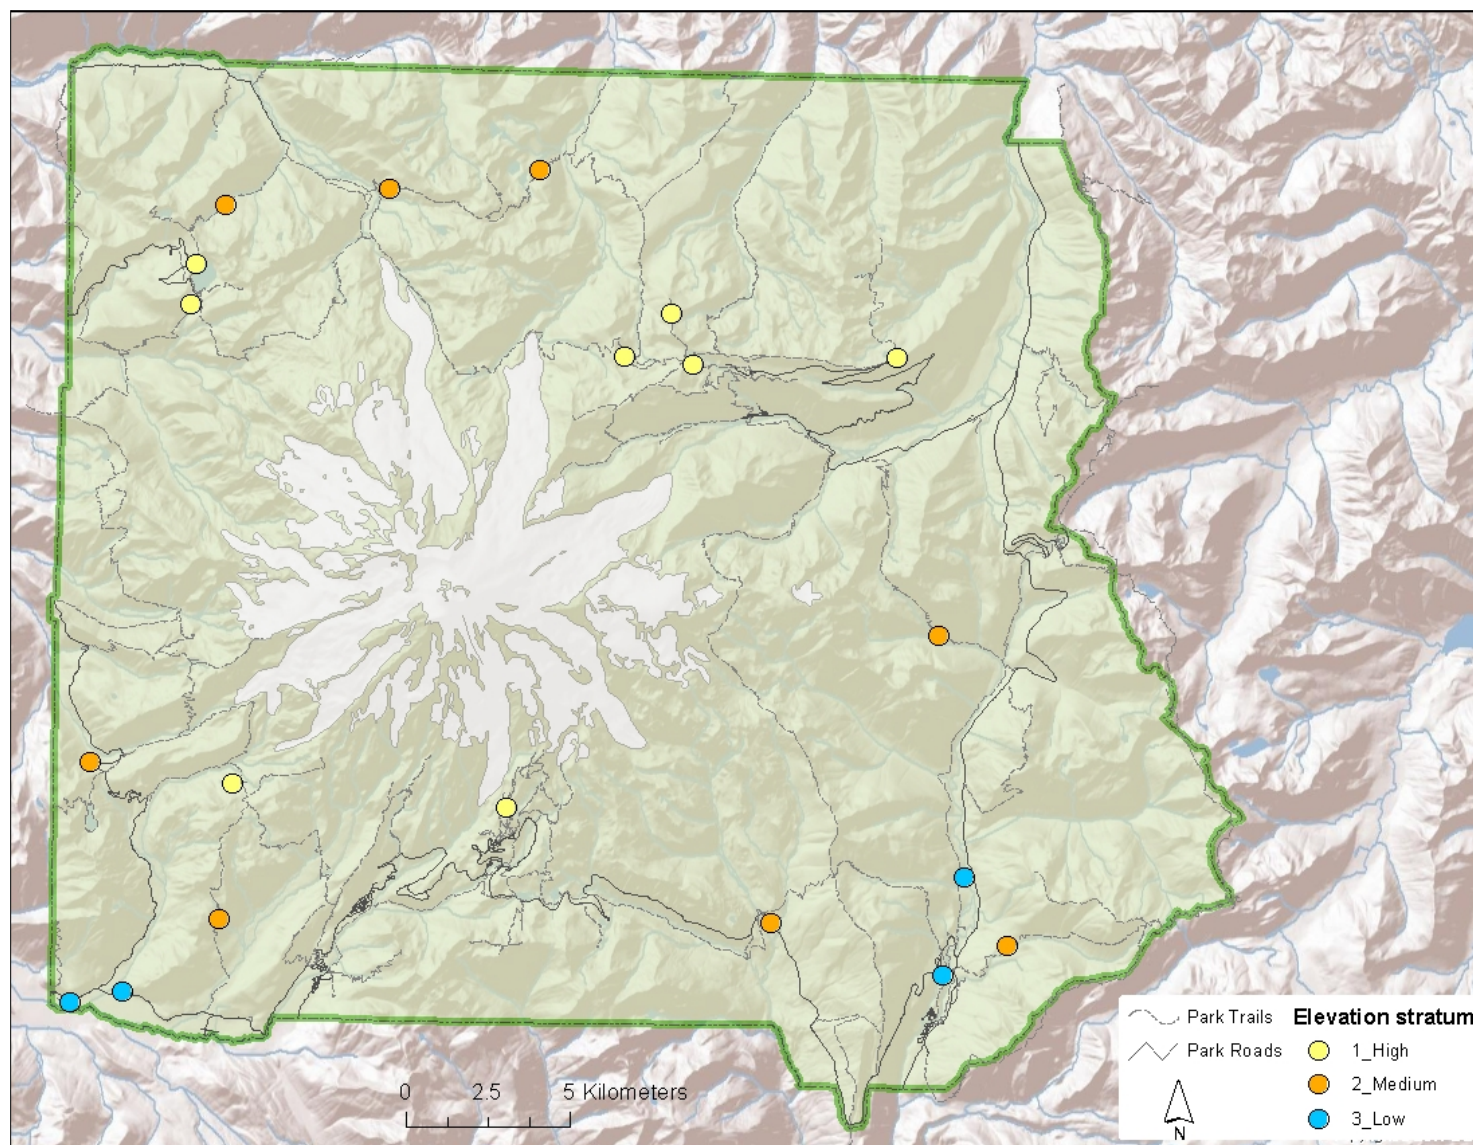 Park Trails
Park Roads
N
Elevation stratum
1_High
2_Medium
3_Low
0 2.5 5 Kilometers